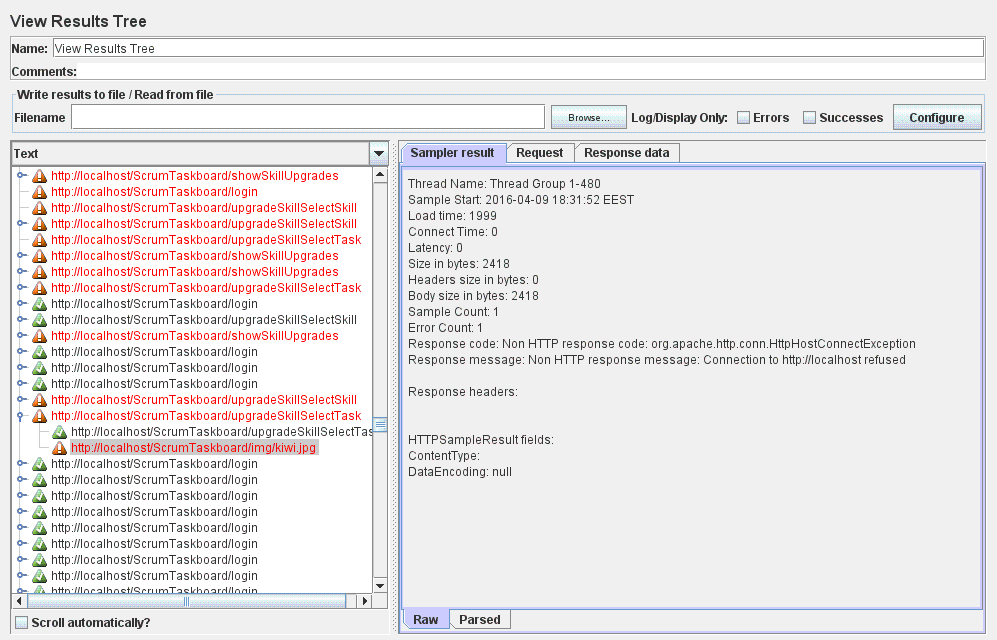 View Results Tree
Name: View Results Tree
Comments:
Write results to file / Read from file
Filename Browse... Log/Display Only: Errors Successes Configure
Text
http://localhost/ScrumTaskboard/showSkillUpgrades
http://localhost/ScrumTaskboard/login
http://localhost/ScrumTaskboard/upgradeSkillSelectSkill
http://localhost/ScrumTaskboard/upgradeSkillSelectSkill
http://localhost/ScrumTaskboard/upgradeSkillSelectTask
http://localhost/ScrumTaskboard/showSkillUpgrades
http://localhost/ScrumTaskboard/showSkillUpgrades
http://localhost/ScrumTaskboard/upgradeSkillSelectTask
http://localhost/ScrumTaskboard/login
http://localhost/ScrumTaskboard/upgradeSkillSelectSkill
http://localhost/ScrumTaskboard/showSkillUpgrades
http://localhost/ScrumTaskboard/login
http://localhost/ScrumTaskboard/login
http://localhost/ScrumTaskboard/login
http://localhost/ScrumTaskboard/upgradeSkillSelectSkill
http://localhost/ScrumTaskboard/upgradeSkillSelectTask
http://localhost/ScrumTaskboard/upgradeSkillSelectTas
http://localhost/ScrumTaskboard/img/kiwi.jpg
http://localhost/ScrumTaskboard/login
http://localhost/ScrumTaskboard/login
http://localhost/ScrumTaskboard/login
http://localhost/ScrumTaskboard/login
http://localhost/ScrumTaskboard/login
http://localhost/ScrumTaskboard/login
http://localhost/ScrumTaskboard/login
http://localhost/ScrumTaskboard/login
http://localhost/ScrumTaskboard/login
Scroll automatically?
Sampler result Request Response data
Thread Name: Thread Group 1-480
Sample Start: 2016-04-09 18:31:52 EEST
Load time: 1999
Connect Time: 0
Latency: 0
Size in bytes: 2418
Headers size in bytes: 0
Body size in bytes: 2418
Sample Count: 1
Error Count: 1
Response code: Non HTTP response code: org.apache.http.conn.HttpHostConnectException
Response message: Non HTTP response message: Connection to http://localhost refused
Response headers:
HTTPSampleResult fields:
ContentType:
DataEncoding: null
Raw Parsed